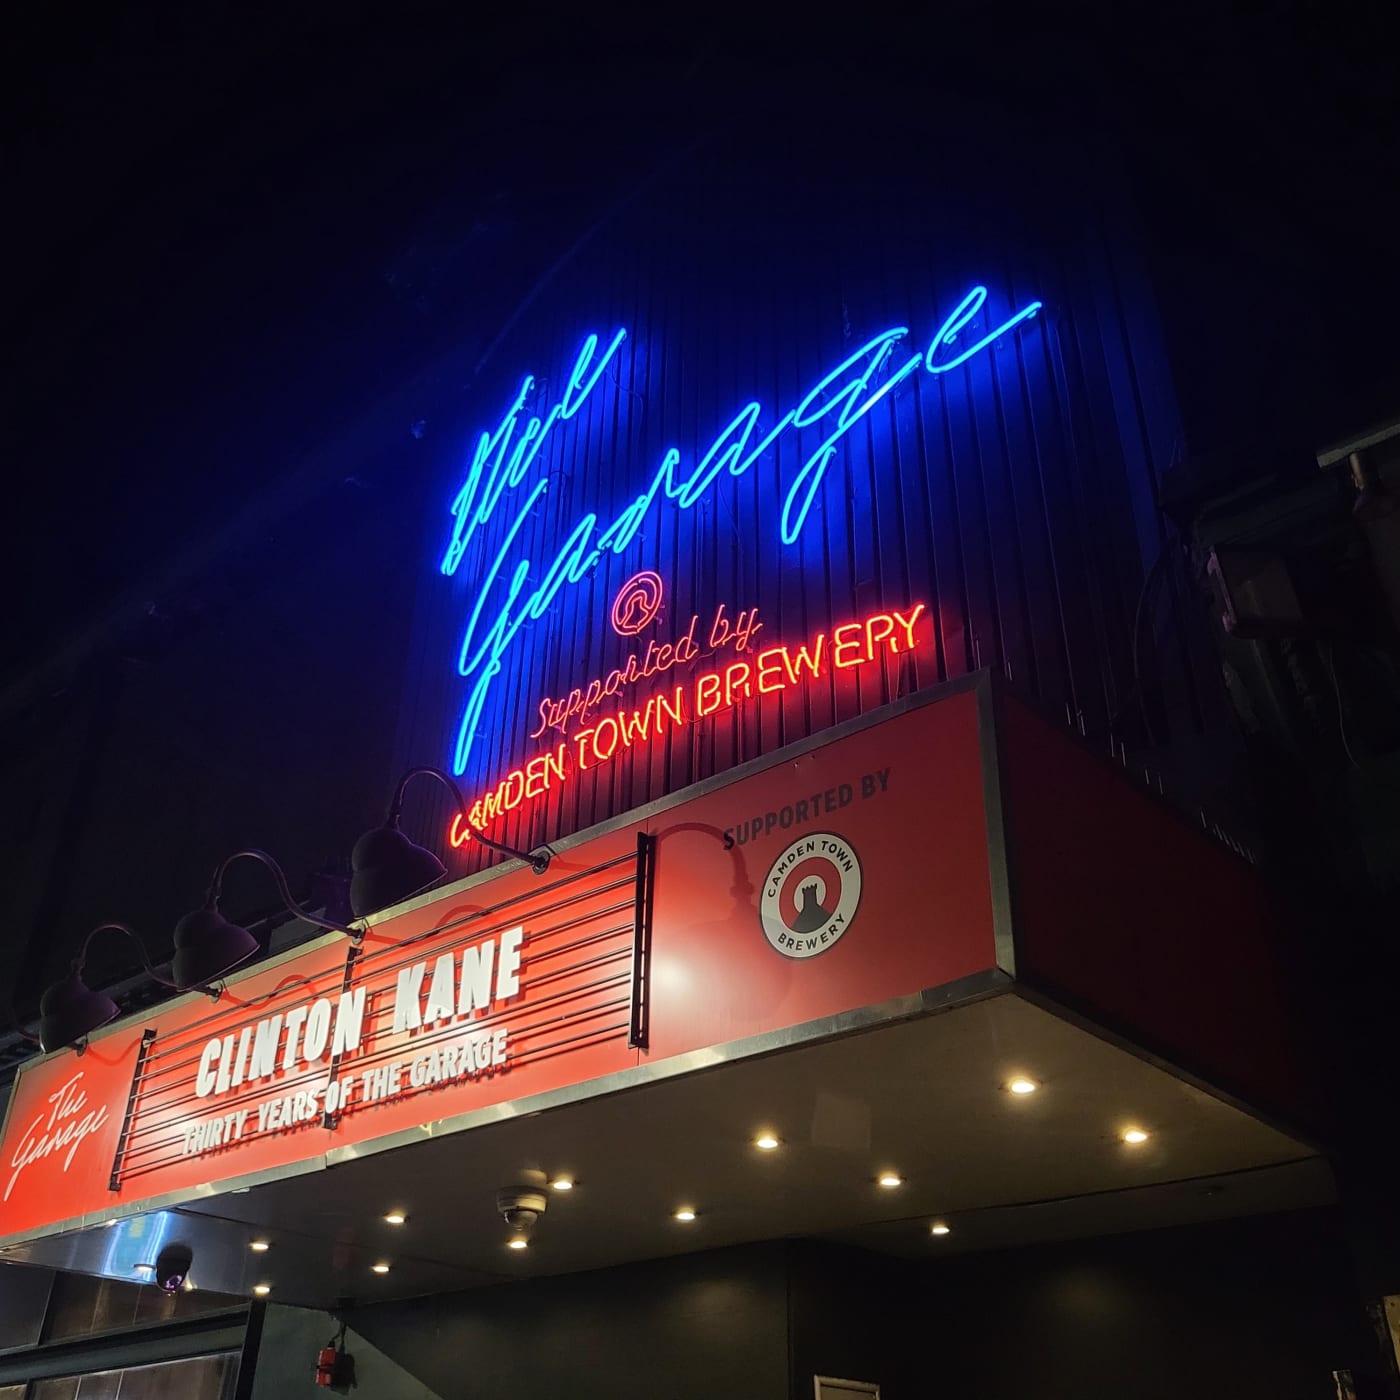 The
Garage
Supported by
CAMDEN TOWN BREWERY
SUPPORTED BY
CAMDEN TOWN
BREWERY
CLINTON KANE
THIRTY YEARS OF THE GARAGE
The
Garage